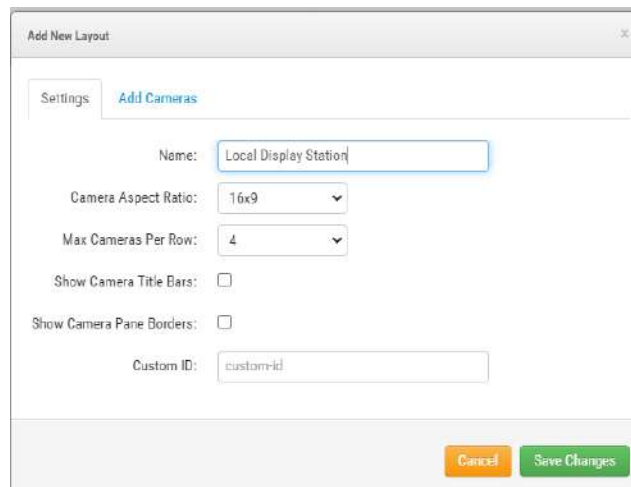 Add New Layout x
Settings Add Cameras
Name: Local Display Station
Camera Aspect Ratio: 16x9
Max Cameras Per Row: 4
Show Camera Title Bars:
Show Camera Pane Borders:
Custom ID: custom-id
Cancel Save Changes